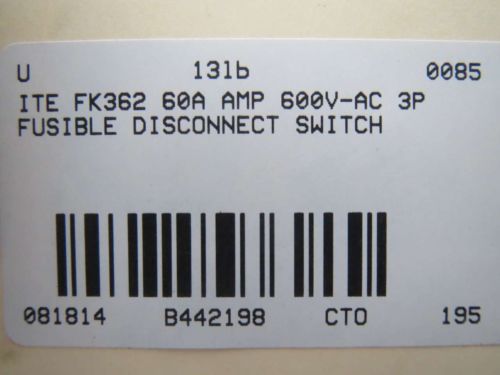 U 13lb 0085
ITE FK362 60A AMP 600V-AC 3P
FUSIBLE DISCONNECT SWITCH
081814 B442198 CTO 195